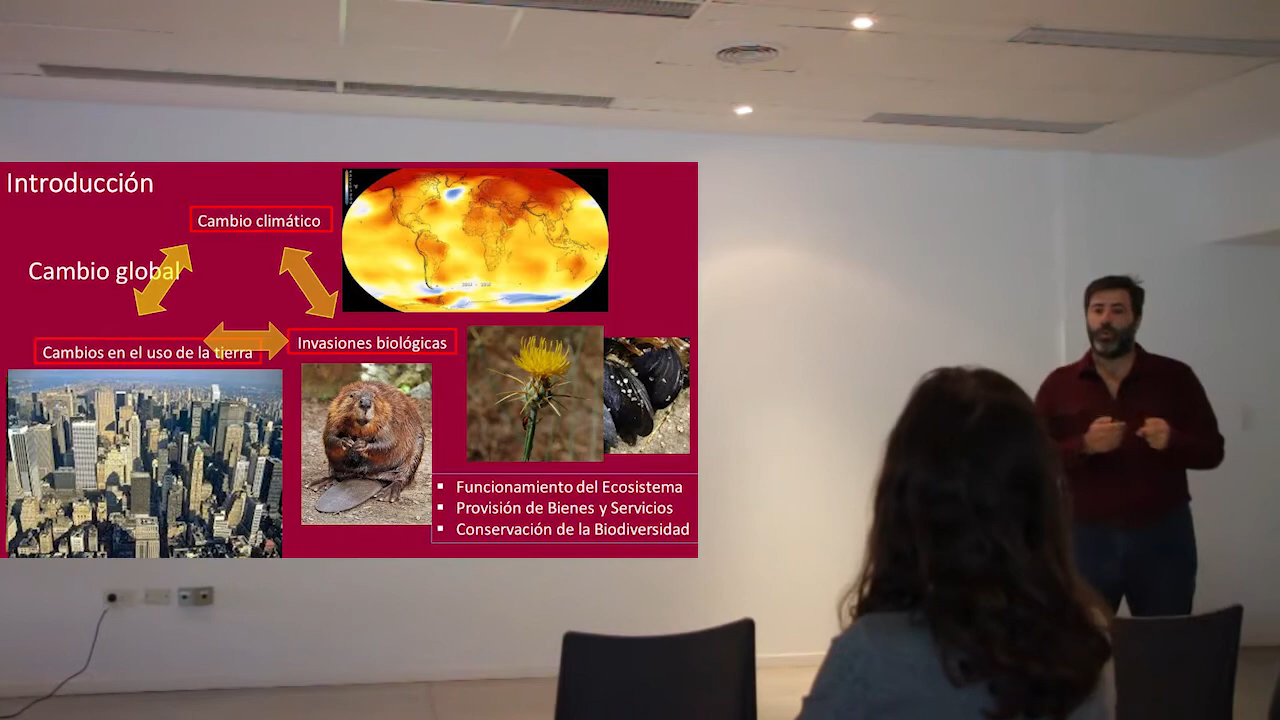 Introducción
Cambio climático
Cambio global
Cambios en el uso de la tierra
Invasiones biológicas
▪ Funcionamiento del Ecosistema
▪ Provisión de Bienes y Servicios
▪ Conservación de la Biodiversidad